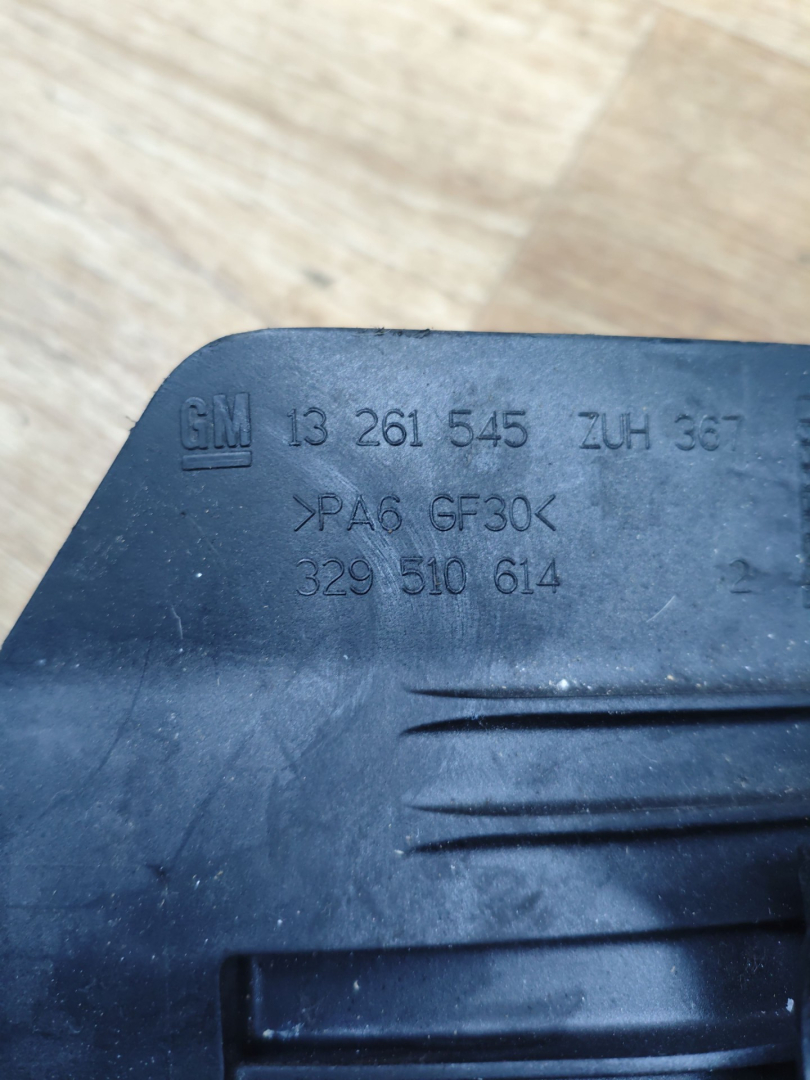 GM 13 261 545 ZUH 367
>PA6 GF30<
329 510 614 2